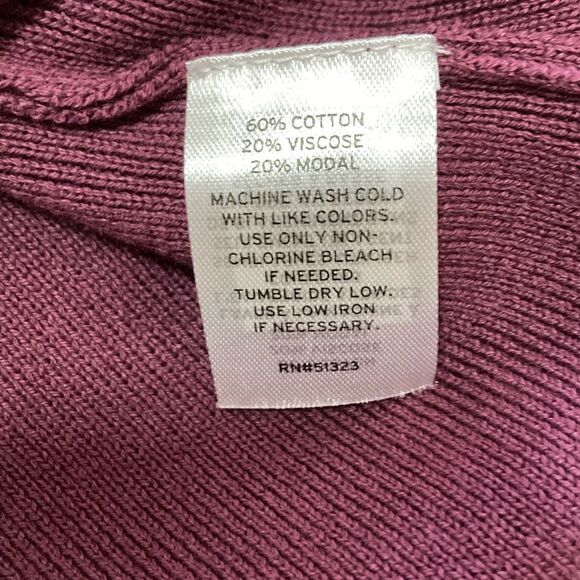 60% COTTON
20% VISCOSE
20% MODAL
MACHINE WASH COLD
WITH LIKE COLORS.
USE ONLY NON-
CHLORINE BLEACH
IF NEEDED.
TUMBLE DRY LOW.
USE LOW IRON
IF NECESSARY.
RN#51323